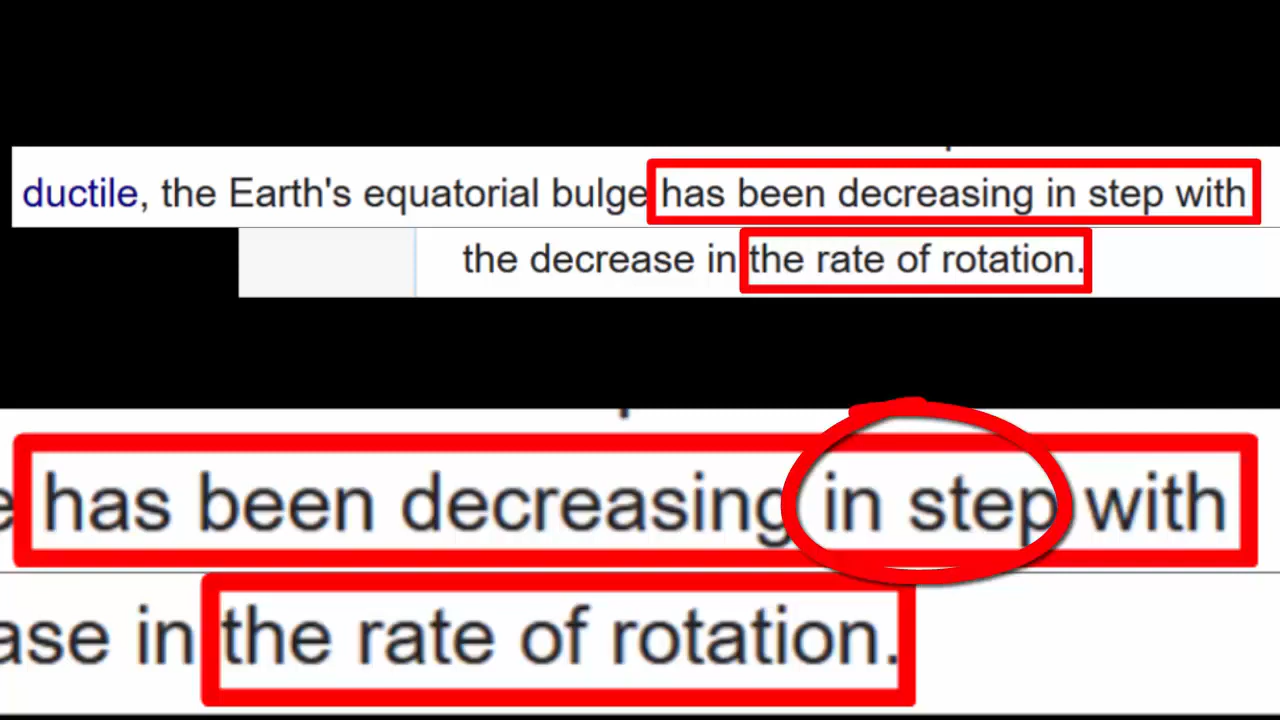 ductile, the Earth's equatorial bulge has been decreasing in step with
the decrease in the rate of rotation.
has been decreasing in step with
in the rate of rotation.